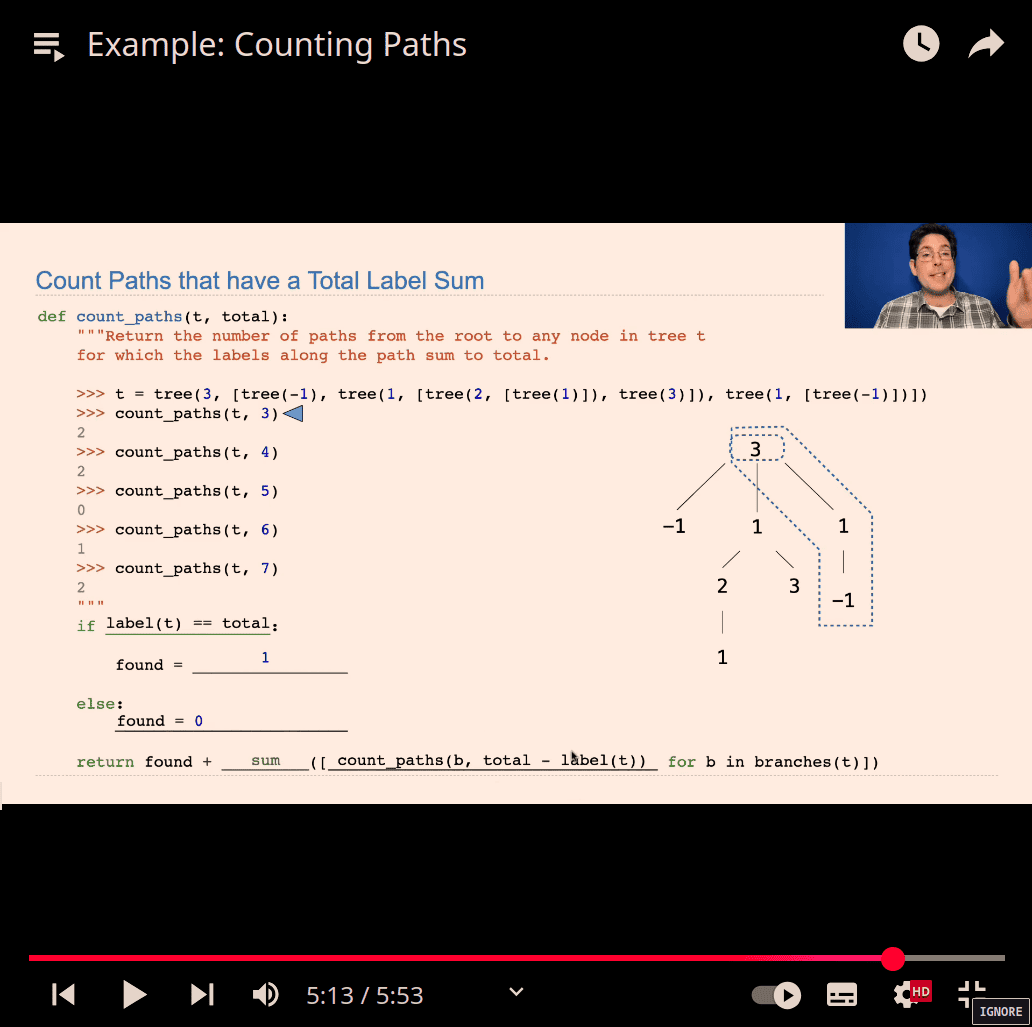 Example: Counting Paths
Count Paths that have a Total Label Sum
def count_paths(t, total):
"""Return the number of paths from the root to any node in tree t
for which the labels along the path sum to total.
>>> t = tree(3, [tree(-1), tree(1, [tree(2, [tree(1)]), tree(3)]), tree(1, [tree(-1)])])
>>> count_paths(t, 3)
2
>>> count_paths(t, 4)
2
>>> count_paths(t, 5)
0
>>> count_paths(t, 6)
1
>>> count_paths(t, 7)
2
"""
if label(t) == total:
found = 1
else:
found = 0
return found + sum([ count_paths(b, total - label(t)) for b in branches(t)])
3
-1 1 1
2 3 -1
1
5:13 / 5:53
HD
IGNORE